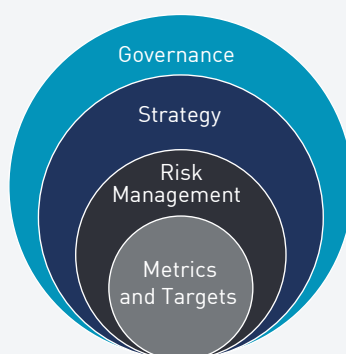 Governance
Strategy
Risk
Management
Metrics
and Targets